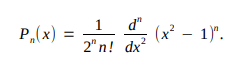 Pₙ(x) = 1/(2ⁿ n!) dⁿ/dx² (x² − 1)ⁿ.